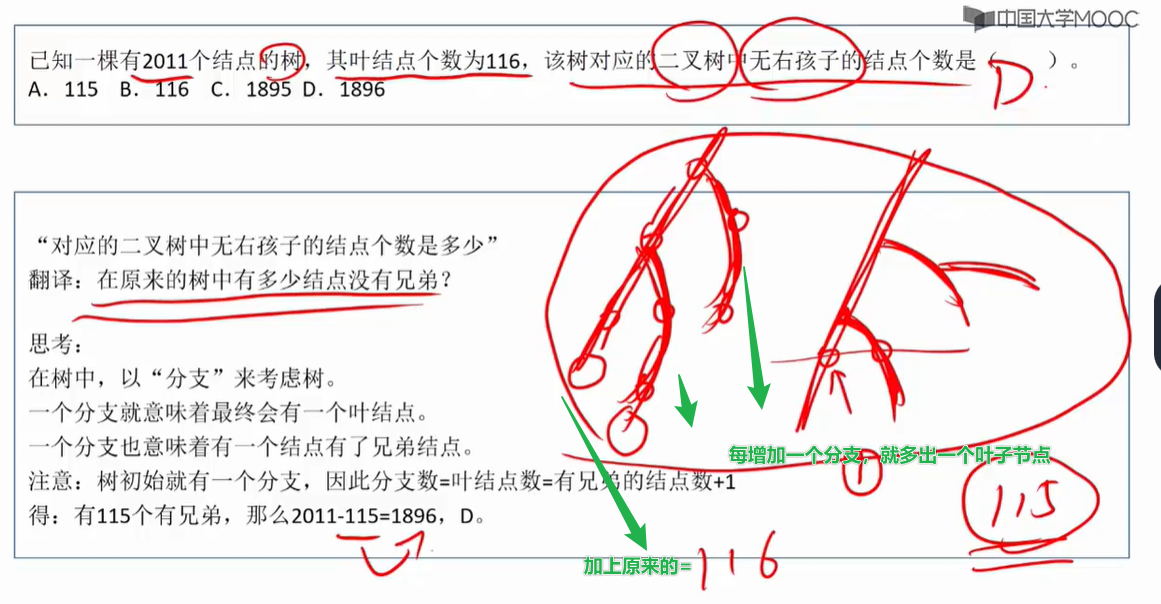 中国大学MOOC
已知一棵有2011个结点的树，其叶结点个数为116，该树对应的二叉树中无右孩子的结点个数是（ ）。
D
A．115 B．116 C．1895 D．1896
“对应的二叉树中无右孩子的结点个数是多少”
翻译：在原来的树中有多少结点没有兄弟？
思考：
在树中，以“分支”来考虑树。
一个分支就意味着最终会有一个叶结点。
一个分支也意味着有一个结点有了兄弟结点。
每增加一个分支，就多出一个叶子节点
注意：树初始就有一个分支，因此分支数=叶结点数=有兄弟的结点数+1
1
115
得：有115个有兄弟，那么2011-115=1896，D。
加上原来的=
116